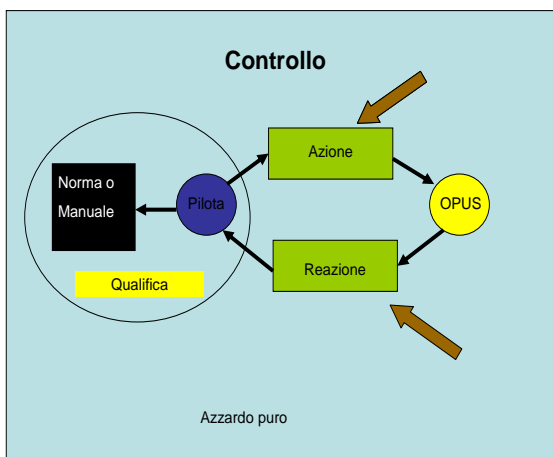 Controllo
Azione
Norma o
Manuale
Pilota
OPUS
Reazione
Qualifica
Azzardo puro